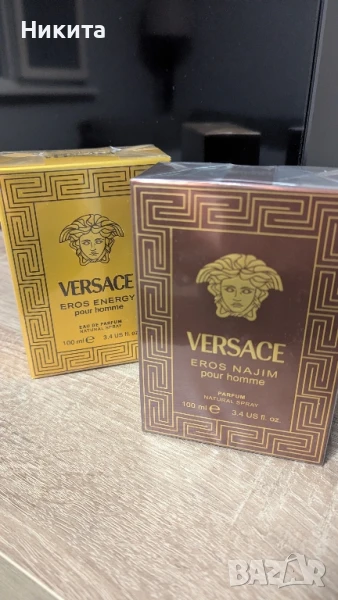 Никита
VERSACE
EROS ENERGY
pour homme
EAU DE PARFUM
NATURAL SPRAY
100 ml e 3.4 US fl. oz
VERSACE
EROS NAJIM
pour homme
PARFUM
NATURAL SPRAY
100 ml e 3.4 US fl. oz
BAZAR